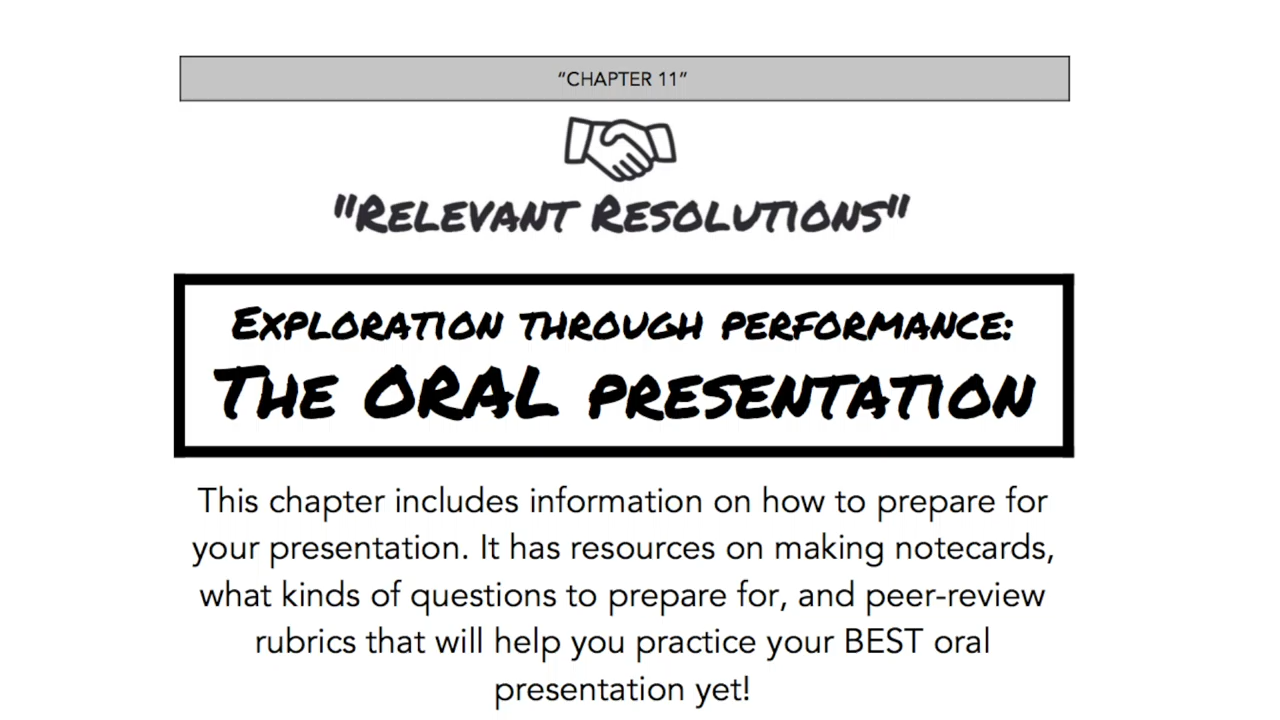 “CHAPTER 11”
"RELEVANT RESOLUTIONS"
EXPLORATION THROUGH PERFORMANCE:
THE ORAL PRESENTATION
This chapter includes information on how to prepare for
your presentation. It has resources on making notecards,
what kinds of questions to prepare for, and peer-review
rubrics that will help you practice your BEST oral
presentation yet!